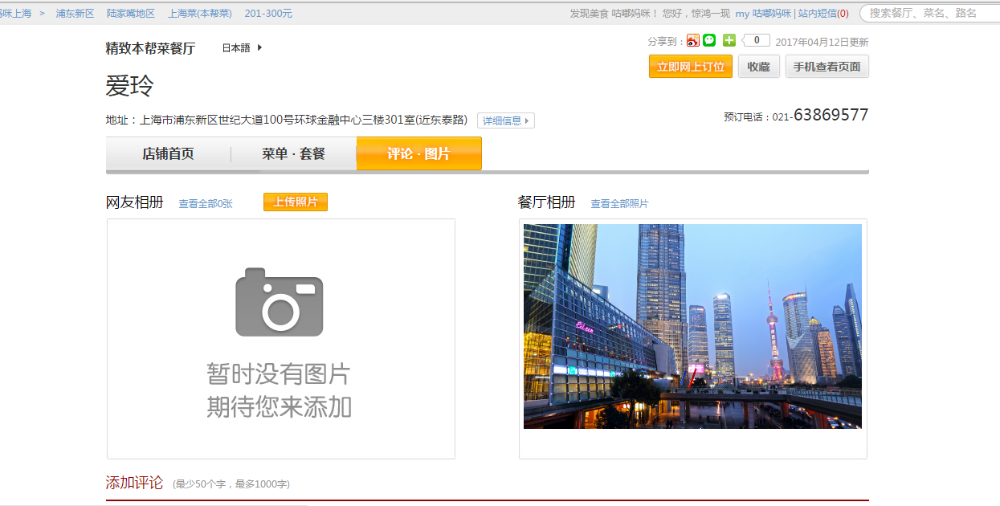 咪上海 > 浦东新区 陆家嘴地区 上海菜(本帮菜) 201-300元 发现美食 咕嘟妈咪！ 您好，惊鸿一现 my 咕嘟妈咪 | 站内短信(0) 搜索餐厅、菜名、路名
精致本帮菜餐厅 日本語 分享到： 0 2017年04月12日更新
立即网上订位 收藏 手机查看页面
爱玲
地址：上海市浦东新区世纪大道100号环球金融中心三楼301室(近东泰路) 详细信息 预订电话：021-63869577
店铺首页 菜单 · 套餐 评论 · 图片
网友相册 查看全部0张 上传照片 餐厅相册 查看全部照片
Eileen
暂时没有图片
期待您来添加
添加评论 (最少50个字，最多1000字)